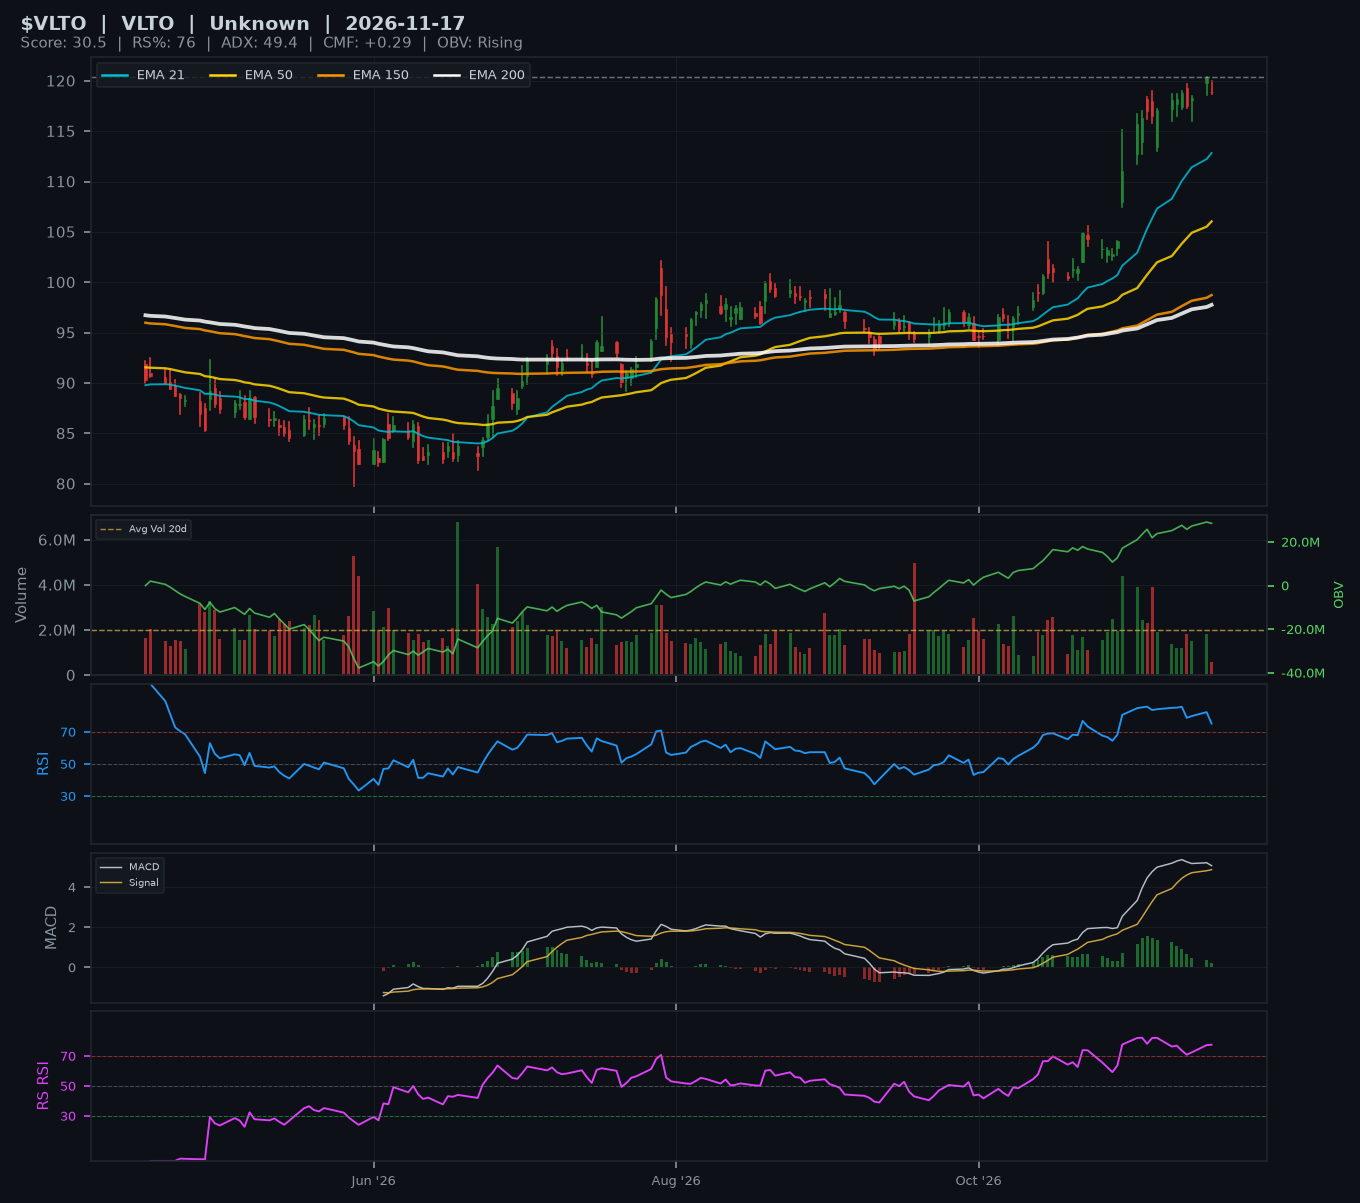 $VLTO | VLTO | Unknown | 2026-11-17
Score: 30.5 | RS%: 76 | ADX: 49.4 | CMF: +0.29 | OBV: Rising
EMA 21 EMA 50 EMA 150 EMA 200
120
115
110
105
100
95
90
85
80
Avg Vol 20d
Volume
6.0M
4.0M
2.0M
0
20.0M
0
-20.0M
-40.0M
OBV
RSI
70
50
30
MACD
Signal
MACD
4
2
0
RS RSI
70
50
30
Jun '26 Aug '26 Oct '26